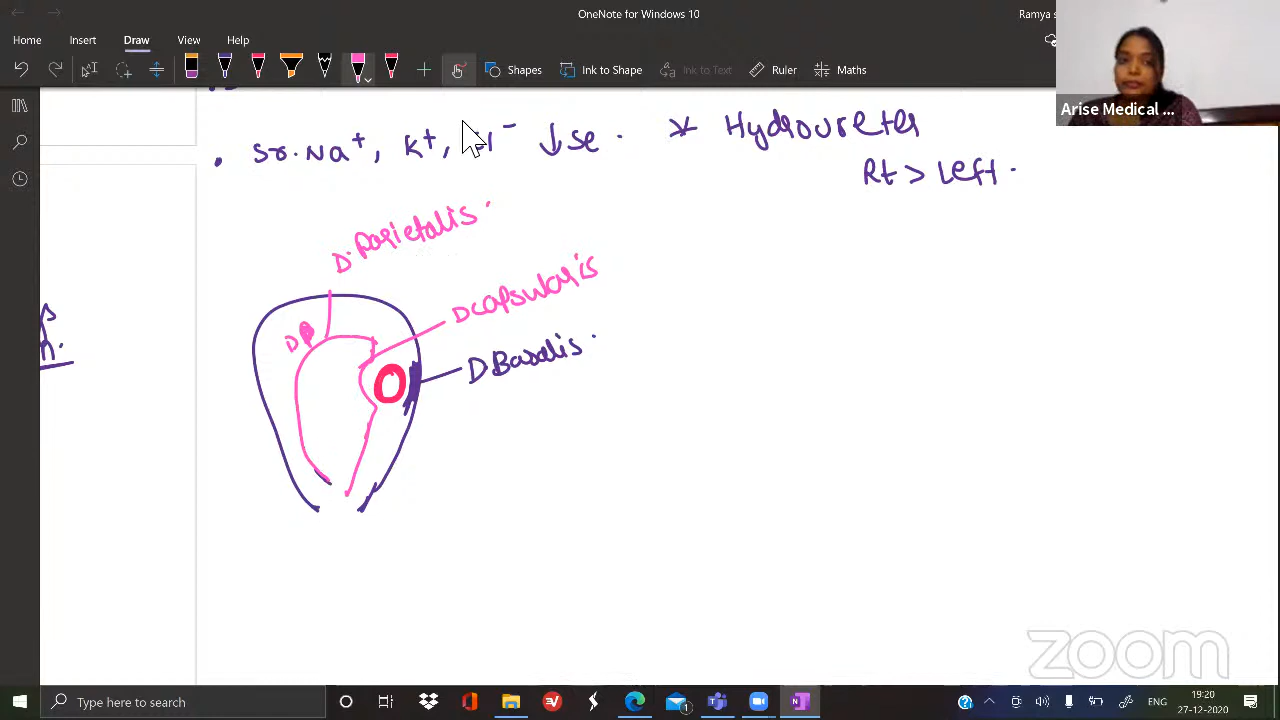 OneNote for Windows 10
Ramya s
Home Insert Draw View Help
Shapes Ink to Shape Ink to Text Ruler Maths
Arise Medical ...
• Sr. Na+, K+, ↓se. * Hydroureter
Rt > Left.
D. Parietalis.
D capsularis
D
D Basalis.
zoom
Type here to search
ENG
19:20
27-12-2020